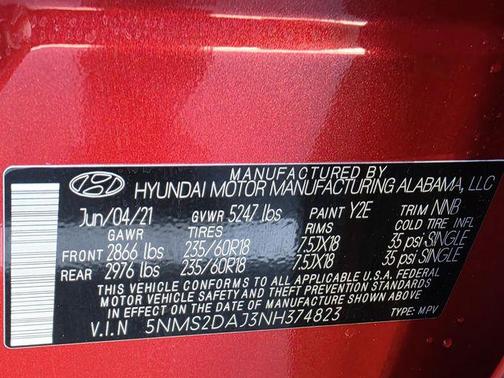 MANUFACTURED BY
HYUNDAI MOTOR MANUFACTURING ALABAMA, LLC
Jun/04/21 GVWR 5247 lbs PAINT Y2E TRIM NNB
GAWR TIRES RIMS COLD TIRE INFL
FRONT 2866 lbs 235/60R18 7.5JX18 35 psi SINGLE
REAR 2976 lbs 235/60R18 7.5JX18 35 psi SINGLE
THIS VEHICLE CONFORMS TO ALL APPLICABLE U.S.A. FEDERAL
MOTOR VEHICLE SAFETY AND THEFT PREVENTION STANDARDS
IN EFFECT ON THE DATE OF MANUFACTURE SHOWN ABOVE.
V.I.N 5NMS2DAJ3NH374823 TYPE: MPV